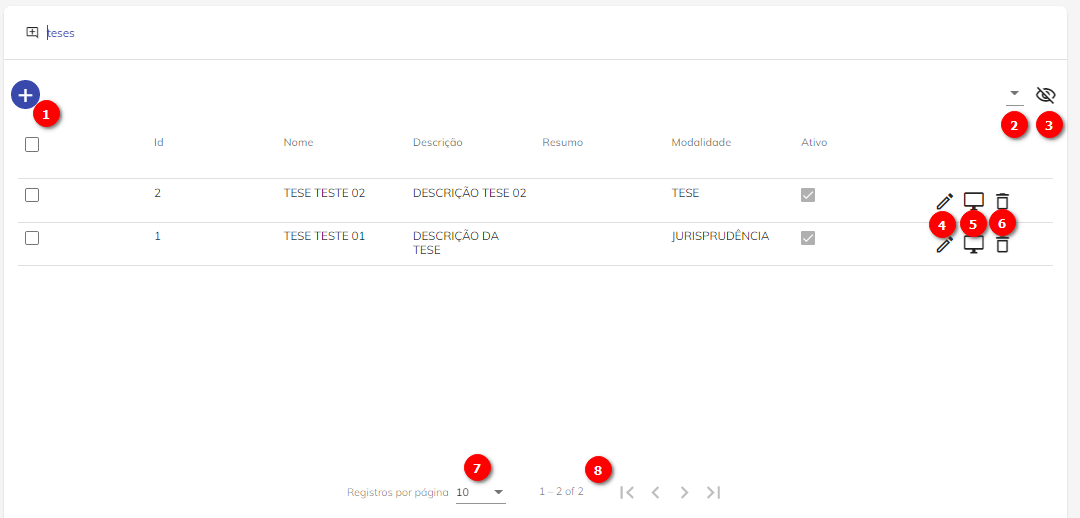 teses
1
2
3
Id Nome Descrição Resumo Modalidade Ativo
2 TESE TESTE 02 DESCRIÇÃO TESE 02 TESE
4 5 6
1 TESE TESTE 01 DESCRIÇÃO DA TESE JURISPRUDÊNCIA
7
8
Registros por página 10 1 – 2 of 2